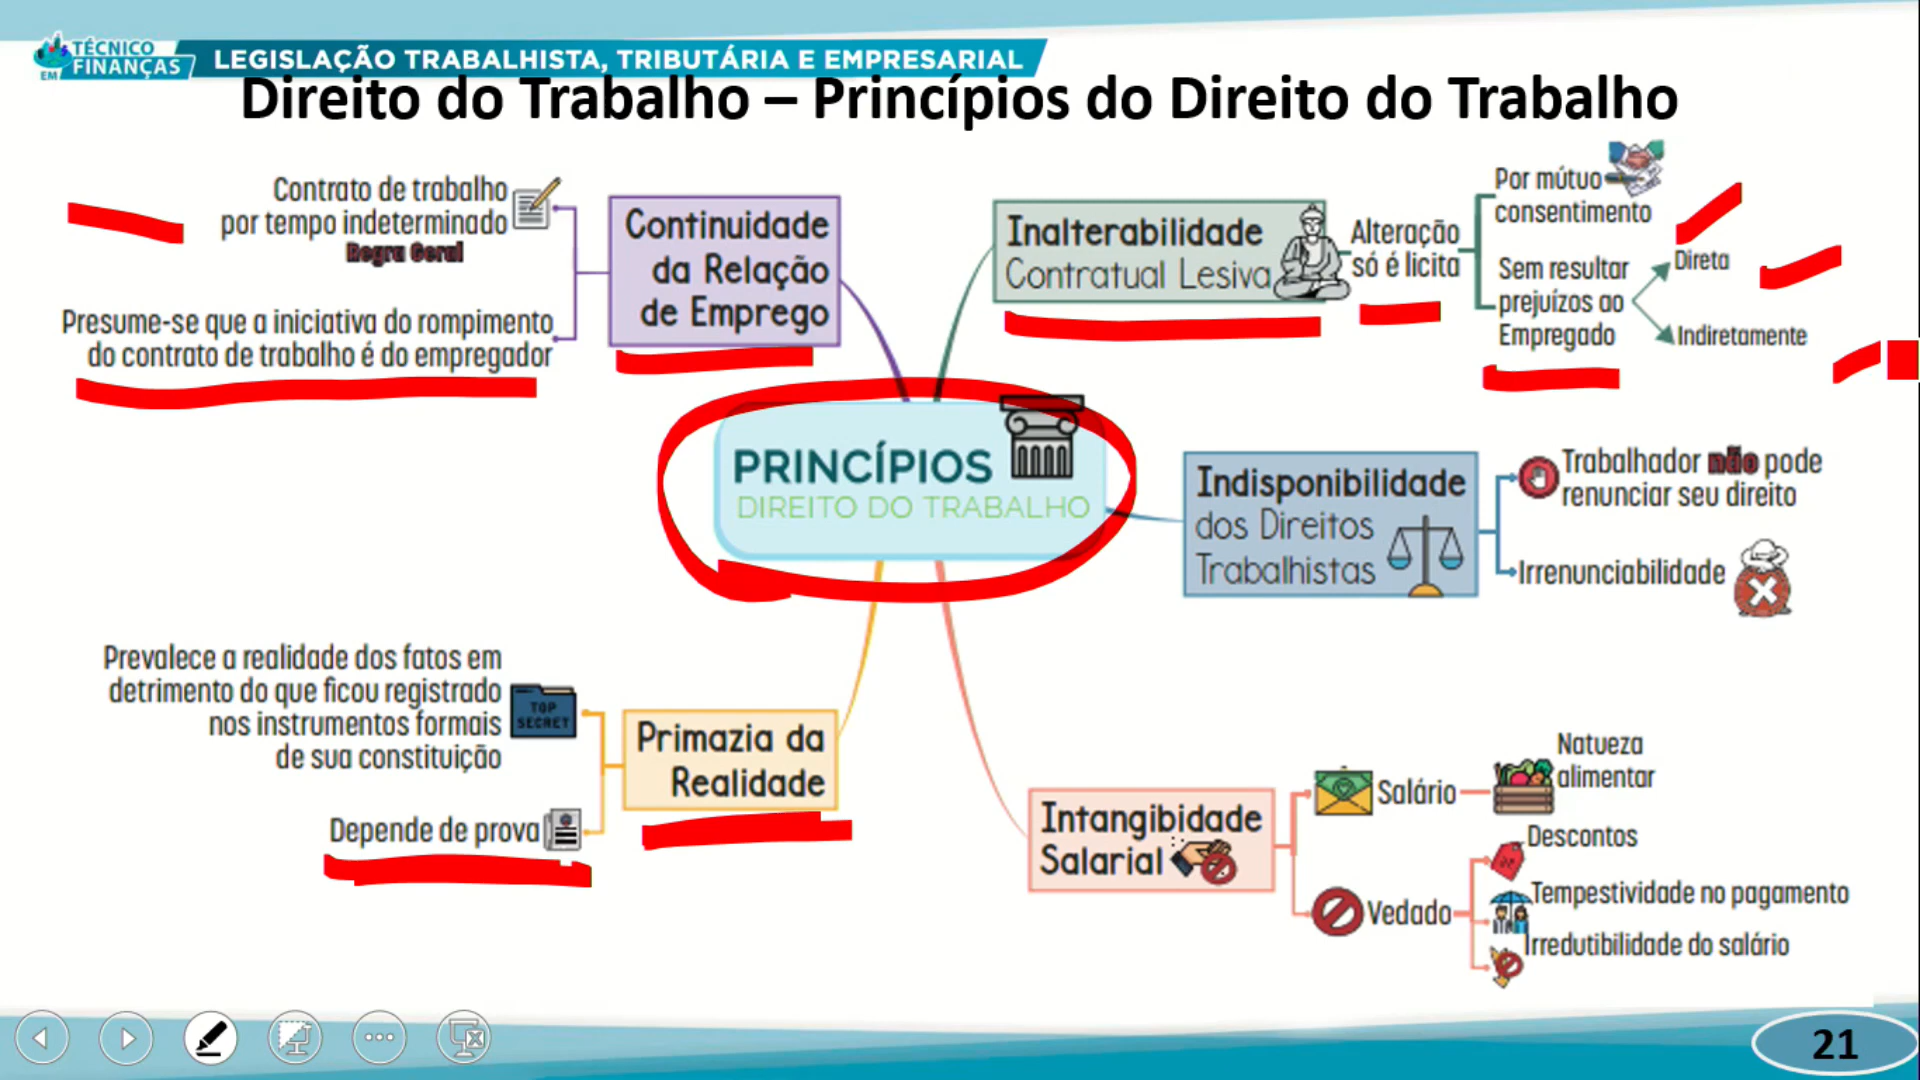 TÉCNICO
EM FINANÇAS
LEGISLAÇÃO TRABALHISTA, TRIBUTÁRIA E EMPRESARIAL
Direito do Trabalho – Princípios do Direito do Trabalho
Contrato de trabalho
por tempo indeterminado
Regra Geral
Presume-se que a iniciativa do rompimento
do contrato de trabalho é do empregador
Continuidade
da Relação
de Emprego
Inalterabilidade
Contratual Lesiva
Alteração
só é licita
Por mútuo
consentimento
Sem resultar
prejuízos ao
Empregado
Direta
Indiretamente
PRINCÍPIOS
DIREITO DO TRABALHO
Indisponibilidade
dos Direitos
Trabalhistas
Trabalhador não pode
renunciar seu direito
Irrenunciabilidade
Prevalece a realidade dos fatos em
detrimento do que ficou registrado
nos instrumentos formais
de sua constituição
TOP
SECRET
Depende de prova
Primazia da
Realidade
Intangibidade
Salarial
Salário
Natueza
alimentar
Vedado
Descontos
Tempestividade no pagamento
Irredutibilidade do salário
21